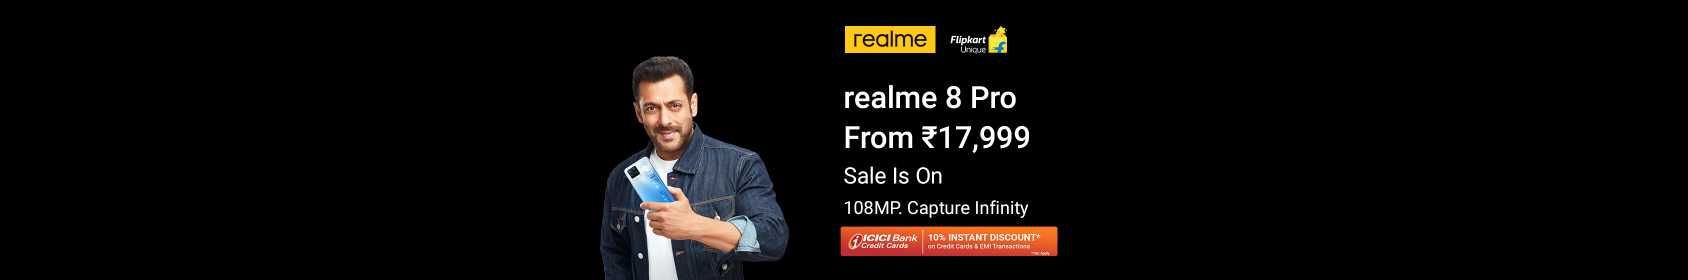 realme
Flipkart
Unique
realme 8 Pro
From ₹17,999
Sale Is On
108MP. Capture Infinity
ICICI Bank
Credit Cards
10% INSTANT DISCOUNT*
on Credit Cards & EMI Transactions